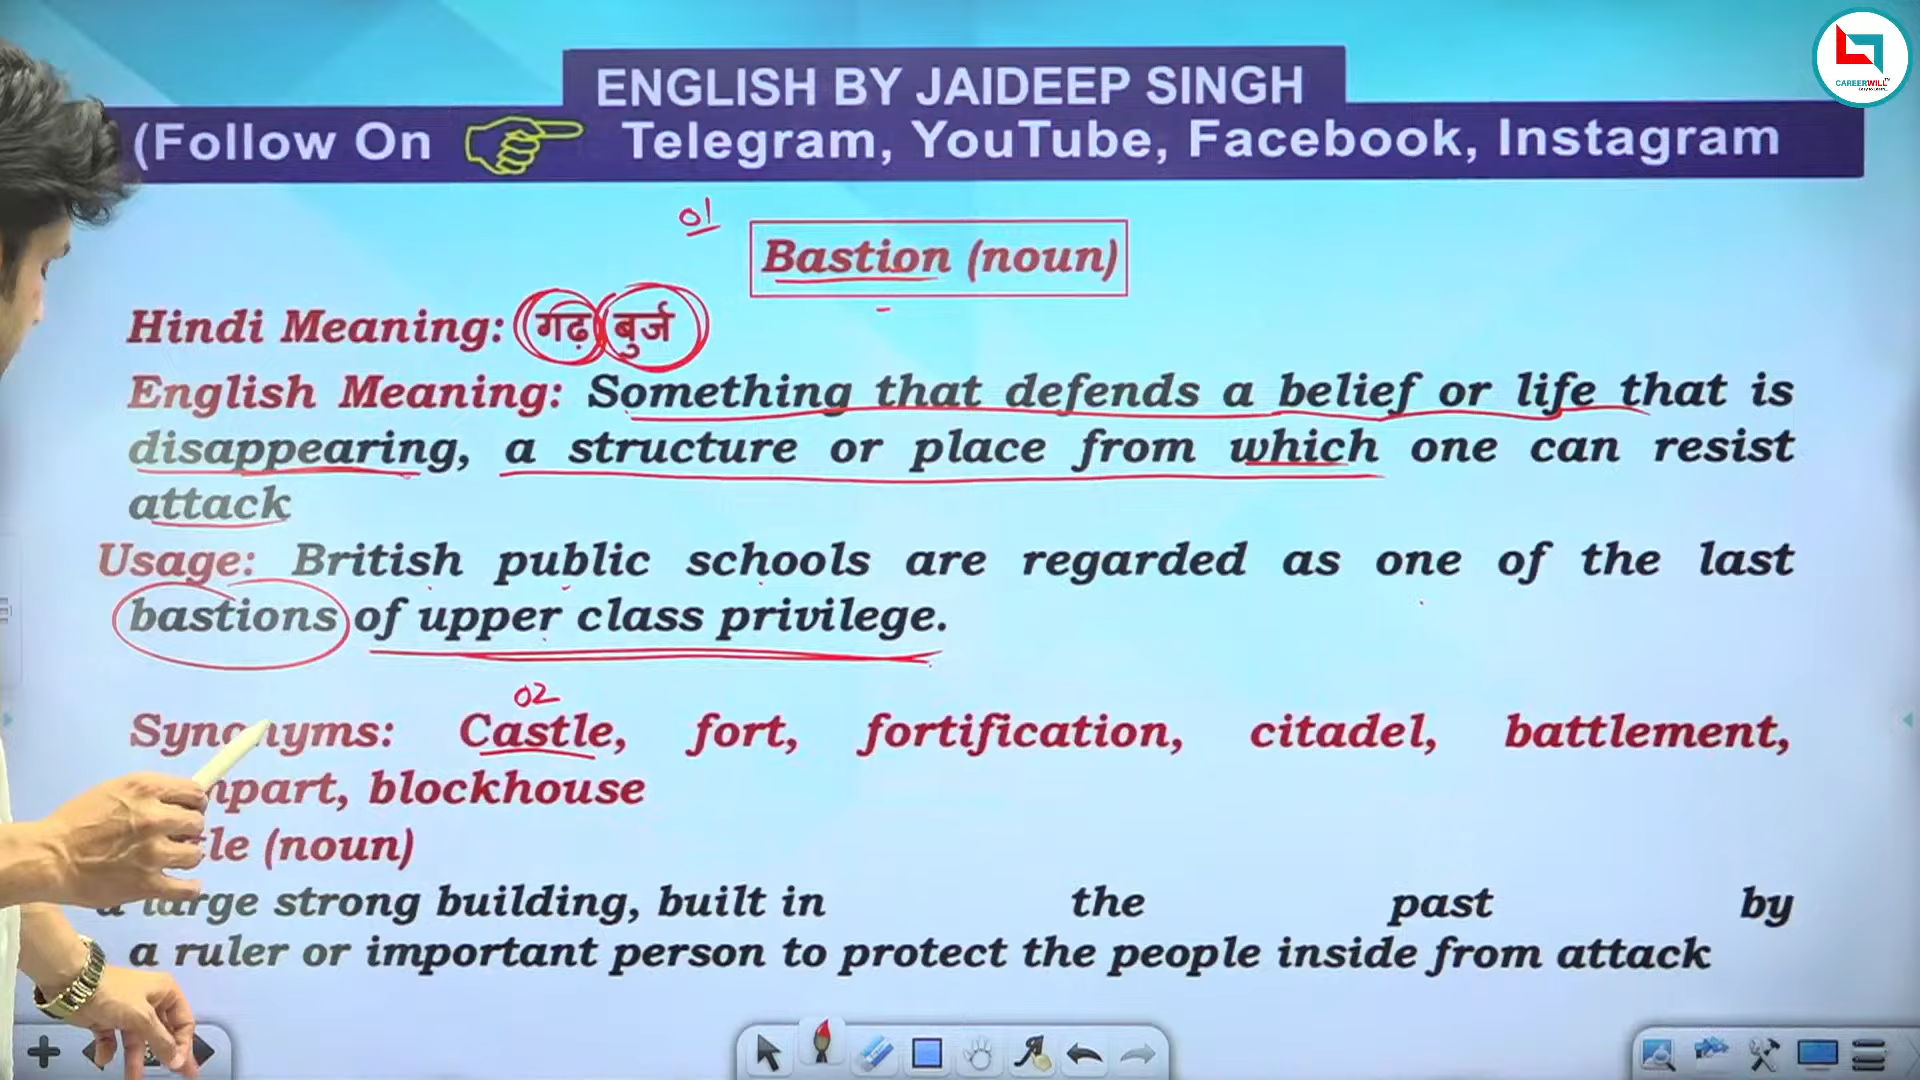 CAREERWILL
ENGLISH BY JAIDEEP SINGH
(Follow On Telegram, YouTube, Facebook, Instagram
01
Bastion (noun)
Hindi Meaning: गढ़ बुर्ज
English Meaning: Something that defends a belief or life that is
disappearing, a structure or place from which one can resist
attack
Usage: British public schools are regarded as one of the last
bastions of upper class privilege.
02
Synonyms: Castle, fort, fortification, citadel, battlement,
blockhouse
(noun)
a large strong building, built in the past by
a ruler or important person to protect the people inside from attack